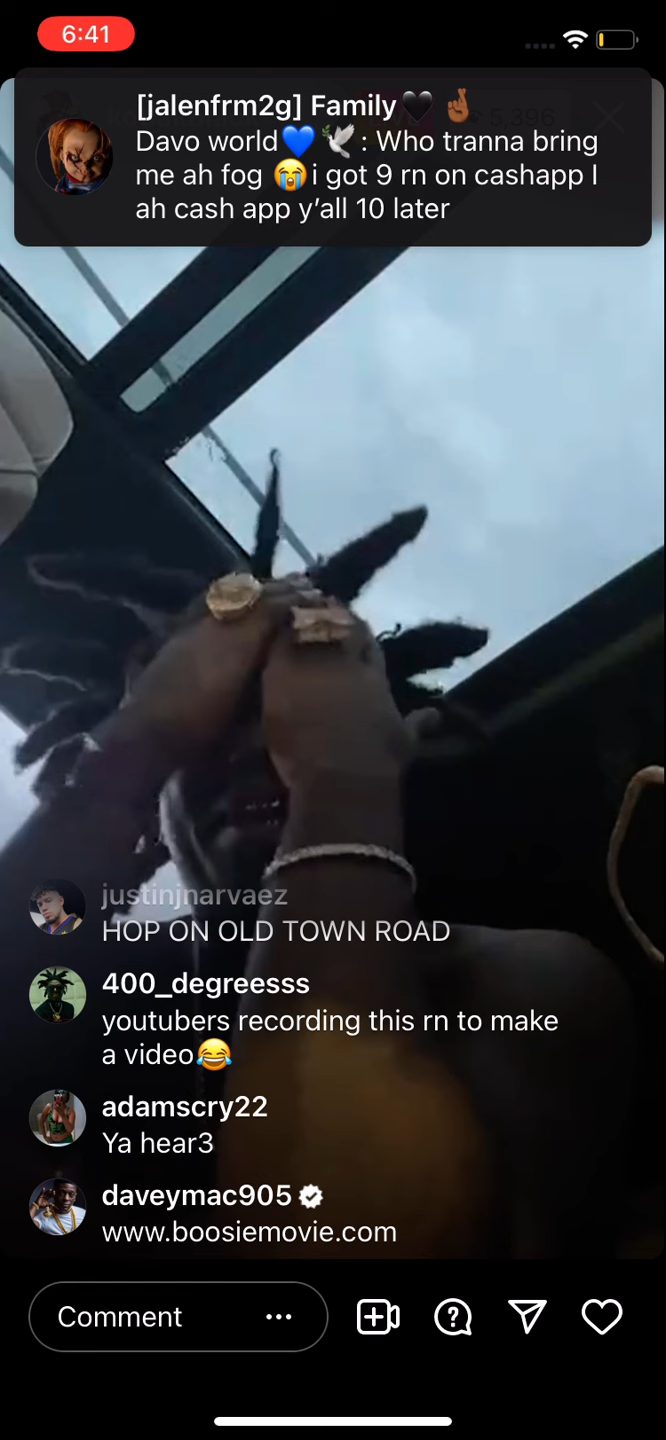 6:41
[jalenfrm2g] Family🖤 🤞🏾
Davo world💙🕊️ : Who tranna bring
me ah fog 😭i got 9 rn on cashapp I
ah cash app y’all 10 later
5,396
justinjnarvaez
HOP ON OLD TOWN ROAD
400_degreesss
youtubers recording this rn to make
a video😂
adamscry22
Ya hear3
daveymac905
www.boosiemovie.com
Comment